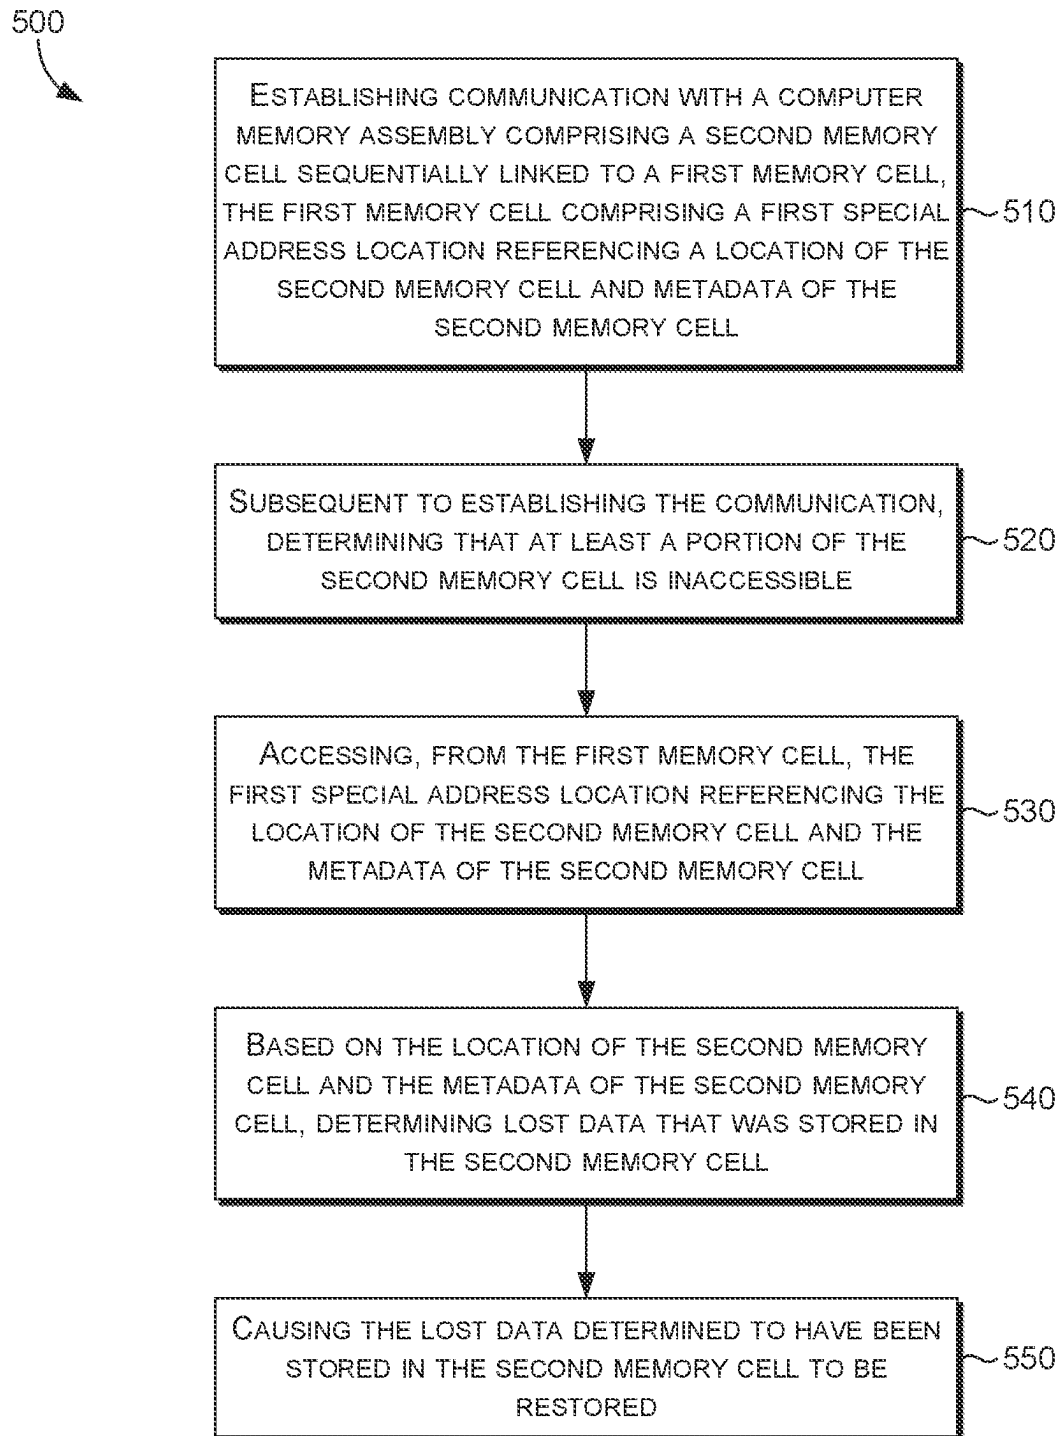 500
ESTABLISHING COMMUNICATION WITH A COMPUTER
MEMORY ASSEMBLY COMPRISING A SECOND MEMORY
CELL SEQUENTIALLY LINKED TO A FIRST MEMORY CELL,
THE FIRST MEMORY CELL COMPRISING A FIRST SPECIAL
ADDRESS LOCATION REFERENCING A LOCATION OF THE
SECOND MEMORY CELL AND METADATA OF THE
SECOND MEMORY CELL
510
SUBSEQUENT TO ESTABLISHING THE COMMUNICATION,
DETERMINING THAT AT LEAST A PORTION OF THE
SECOND MEMORY CELL IS INACCESSIBLE
520
ACCESSING, FROM THE FIRST MEMORY CELL, THE
FIRST SPECIAL ADDRESS LOCATION REFERENCING THE
LOCATION OF THE SECOND MEMORY CELL AND THE
METADATA OF THE SECOND MEMORY CELL
530
BASED ON THE LOCATION OF THE SECOND MEMORY
CELL AND THE METADATA OF THE SECOND MEMORY
CELL, DETERMINING LOST DATA THAT WAS STORED IN
THE SECOND MEMORY CELL
540
CAUSING THE LOST DATA DETERMINED TO HAVE BEEN
STORED IN THE SECOND MEMORY CELL TO BE
RESTORED
550